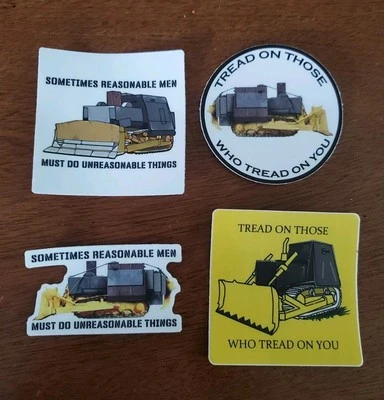 SOMETIMES REASONABLE MEN
MUST DO UNREASONABLE THINGS
TREAD ON THOSE
WHO TREAD ON YOU
SOMETIMES REASONABLE MEN
MUST DO UNREASONABLE THINGS
TREAD ON THOSE
WHO TREAD ON YOU